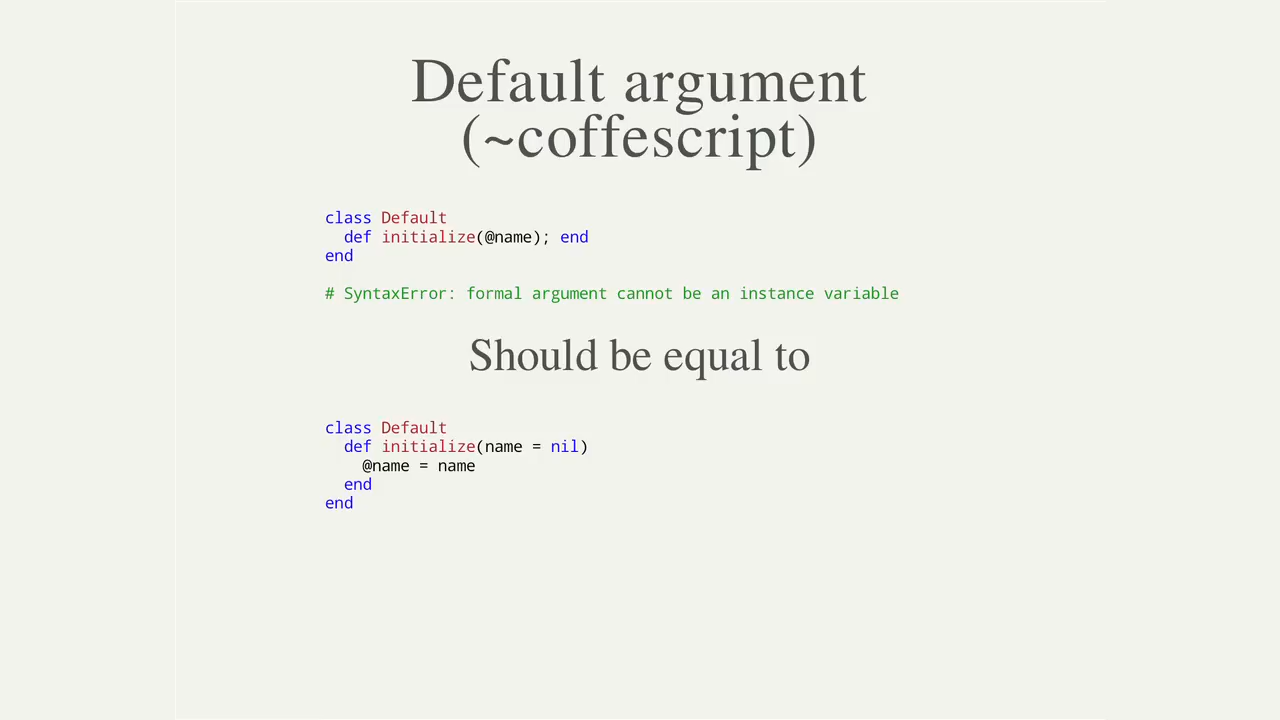 Default argument
(~coffescript)
class Default
  def initialize(@name); end
end
# SyntaxError: formal argument cannot be an instance variable
Should be equal to
class Default
  def initialize(name = nil)
    @name = name
  end
end